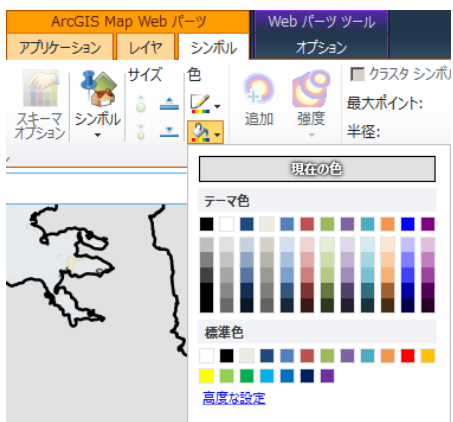 ArcGIS Map Web パーツ
Web パーツ ツール
アプリケーション
レイヤ
シンボル
オプション
スキーマ
オプション
シンボル
サイズ
色
追加
強度
クラスタ シンボル
最大ポイント:
半径:
現在の色
テーマ色
標準色
高度な設定